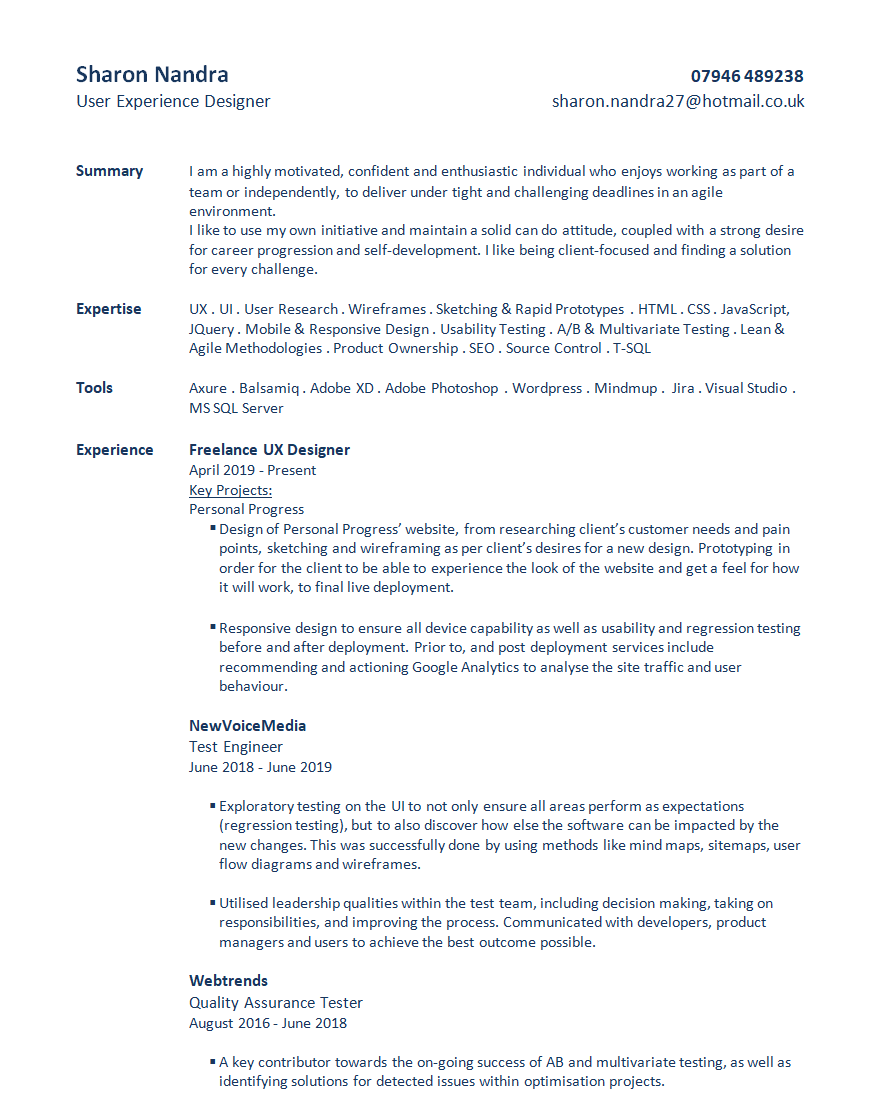 Sharon Nandra
07946 489238
User Experience Designer
sharon.nandra27@hotmail.co.uk
Summary
I am a highly motivated, confident and enthusiastic individual who enjoys working as part of a
team or independently, to deliver under tight and challenging deadlines in an agile
environment.
I like to use my own initiative and maintain a solid can do attitude, coupled with a strong desire
for career progression and self-development. I like being client-focused and finding a solution
for every challenge.
Expertise
UX . UI . User Research . Wireframes . Sketching & Rapid Prototypes . HTML . CSS . JavaScript,
JQuery . Mobile & Responsive Design . Usability Testing . A/B & Multivariate Testing . Lean &
Agile Methodologies . Product Ownership . SEO . Source Control . T-SQL
Tools
Axure . Balsamiq . Adobe XD . Adobe Photoshop . Wordpress . Mindmup . Jira . Visual Studio .
MS SQL Server
Experience
Freelance UX Designer
April 2019 - Present
Key Projects:
Personal Progress
▪ Design of Personal Progress’ website, from researching client’s customer needs and pain
points, sketching and wireframing as per client’s desires for a new design. Prototyping in
order for the client to be able to experience the look of the website and get a feel for how
it will work, to final live deployment.
▪ Responsive design to ensure all device capability as well as usability and regression testing
before and after deployment. Prior to, and post deployment services include
recommending and actioning Google Analytics to analyse the site traffic and user
behaviour.
NewVoiceMedia
Test Engineer
June 2018 - June 2019
▪ Exploratory testing on the UI to not only ensure all areas perform as expectations
(regression testing), but to also discover how else the software can be impacted by the
new changes. This was successfully done by using methods like mind maps, sitemaps, user
flow diagrams and wireframes.
▪ Utilised leadership qualities within the test team, including decision making, taking on
responsibilities, and improving the process. Communicated with developers, product
managers and users to achieve the best outcome possible.
Webtrends
Quality Assurance Tester
August 2016 - June 2018
▪ A key contributor towards the on-going success of AB and multivariate testing, as well as
identifying solutions for detected issues within optimisation projects.